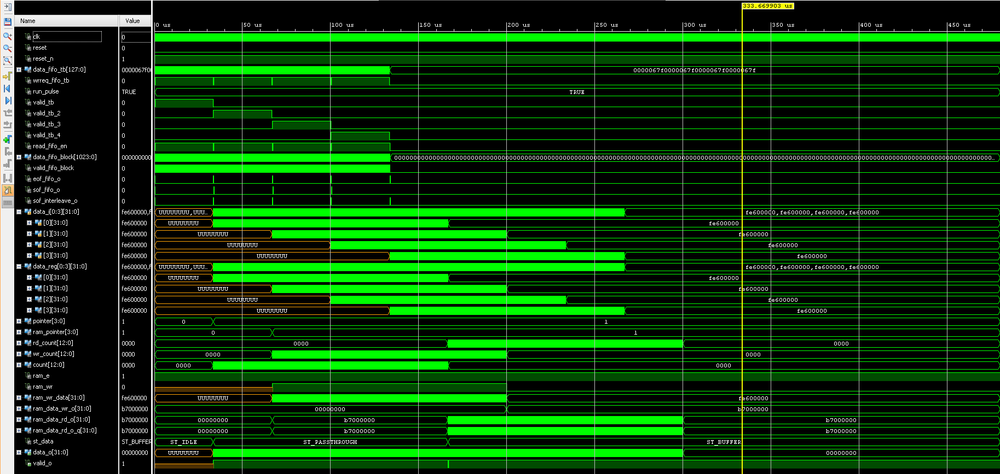 333.669903 us
Name Value 0 us 50 us 100 us 150 us 200 us 250 us 300 us 350 us 400 us 450 us
clk 0
reset 0
reset_n 1
data_fifo_tb[127:0] 0000067f00 0000067f0000067f0000067f0000067f
wrreq_fifo_tb 0
run_pulse TRUE TRUE
valid_tb 0
valid_tb_2 0
valid_tb_3 0
valid_tb_4 0
read_fifo_en 0
data_fifo_block[1023:0] 000000000
valid_fifo_block 0
eof_fifo_o 0
sof_fifo_o 0
sof_interleave_o 0
data_i[0:3][31:0] fe600000,f UUUUUUUU,UUU... fe600000,fe600000,fe600000,fe600000
[0][31:0] fe600000 UUUUUUUU fe600000
[1][31:0] fe600000 UUUUUUUU fe600000
[2][31:0] fe600000 UUUUUUUU fe600000
[3][31:0] fe600000 UUUUUUUU fe600000
data_reg[0:3][31:0] fe600000,f UUUUUUUU,UUU... fe600000,fe600000,fe600000,fe600000
[0][31:0] fe600000 UUUUUUUU fe600000
[1][31:0] fe600000 UUUUUUUU fe600000
[2][31:0] fe600000 UUUUUUUU fe600000
[3][31:0] fe600000 UUUUUUUU fe600000
pointer[3:0] 1 0 1
ram_pointer[3:0] 1 0 1
rd_count[12:0] 0000 0000 0000
wr_count[12:0] 0000 0000 0000
count[12:0] 0000 0000 0000
ram_e 1
ram_wr 0
ram_wr_data[31:0] fe600000 UUUUUUUU fe600000
ram_data_wr_o[31:0] b7000000 00000000 b7000000
ram_data_rd_o[31:0] b7000000 00000000 b7000000 b7000000
ram_data_rd_o_q[31:0] b7000000 00000000 b7000000 b7000000
st_data ST_BUFFER ST_IDLE ST_PASSTHROUGH ST_BUFFER
data_o[31:0] 00000000 UUUUUUUU 00000000
valid_o 1